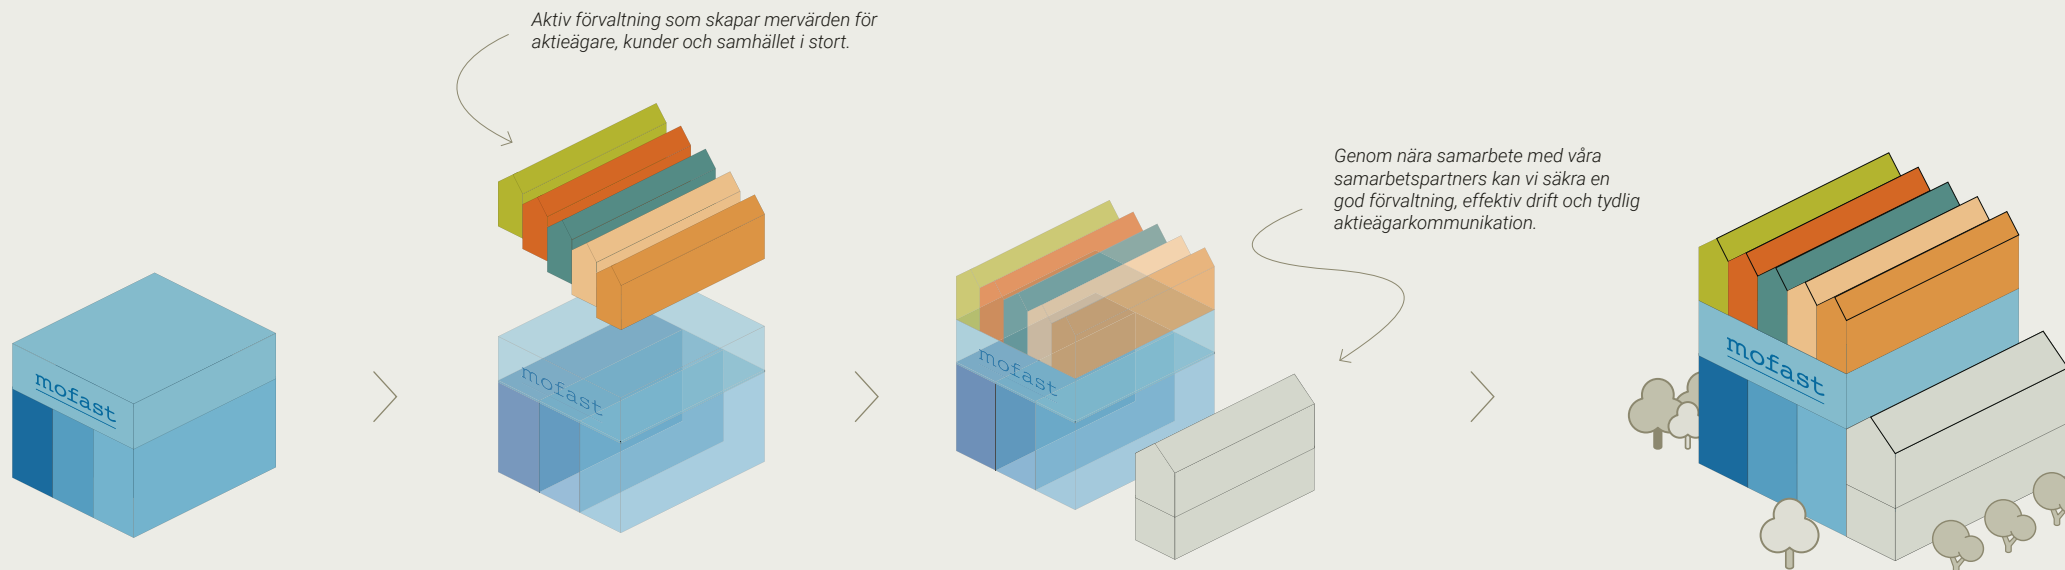 Aktiv förvaltning som skapar mervärden för
aktieägare, kunder och samhället i stort.
Genom nära samarbete med våra
samarbetspartners kan vi säkra en
god förvaltning, effektiv drift och tydlig
aktieägarkommunikation.
mofast
mofast
mofast
mofast